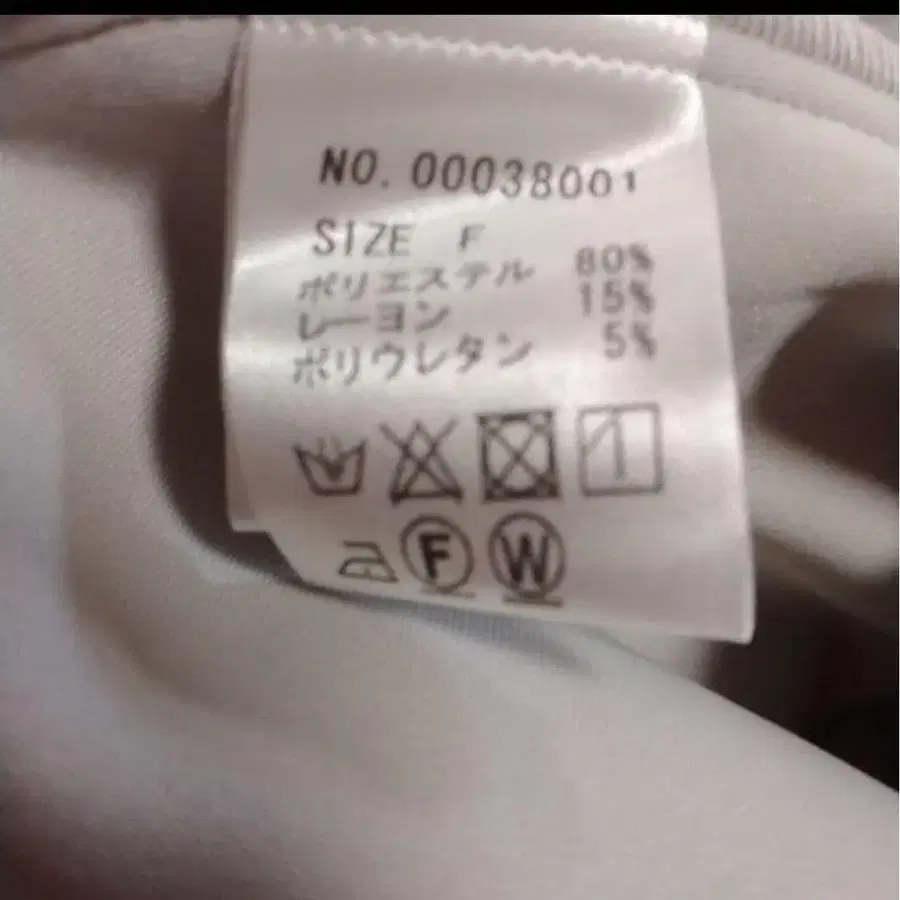 NO. 00038001
SIZE F
ポリエステル 80%
レーヨン 15%
ポリウレタン 5%
F W